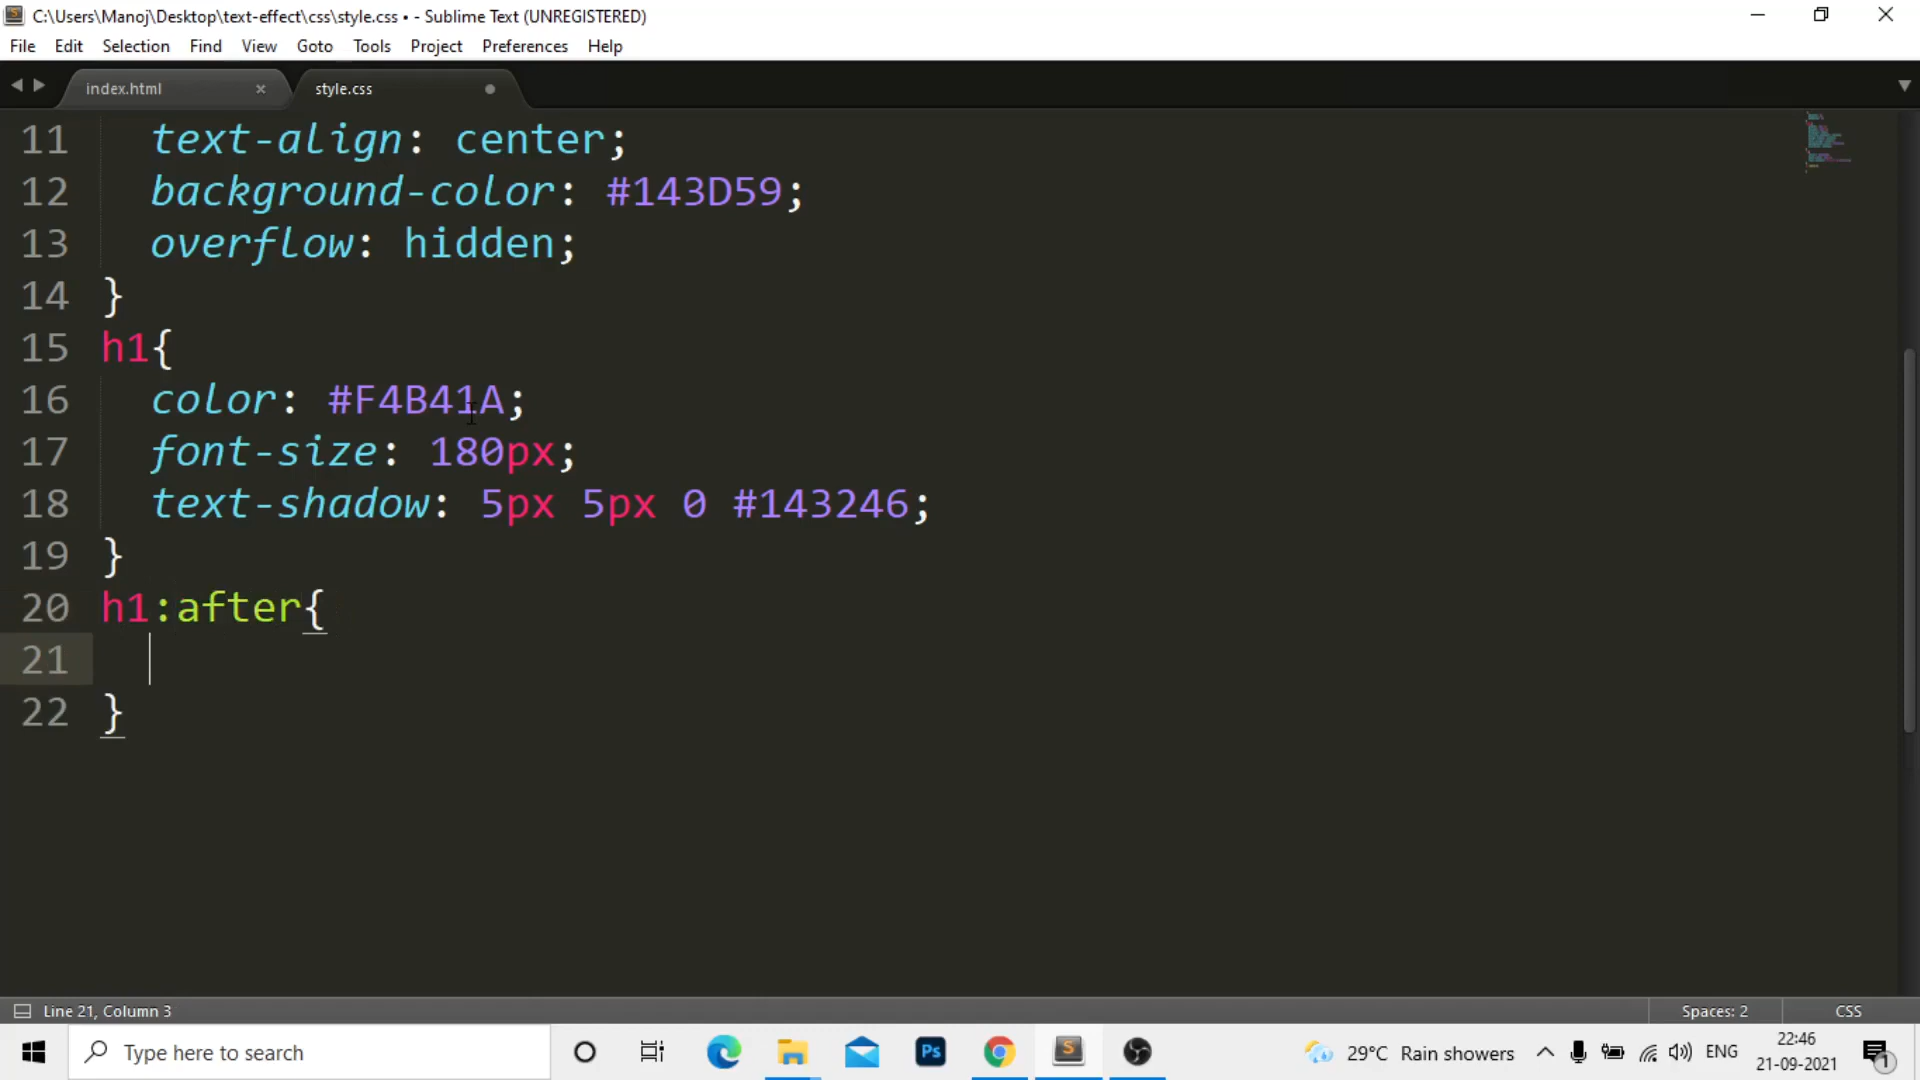 C:\Users\Manoj\Desktop\text-effect\css\style.css • - Sublime Text (UNREGISTERED)
File Edit Selection Find View Goto Tools Project Preferences Help
index.html × style.css
11 text-align: center;
12 background-color: #143D59;
13 overflow: hidden;
14 }
15 h1{
16 color: #F4B41A;
17 font-size: 180px;
18 text-shadow: 5px 5px 0 #143246;
19 }
20 h1:after{
21
22 }
Line 21, Column 3 Spaces: 2 CSS
Type here to search Ps S 29°C Rain showers ENG 22:46
21-09-2021 1